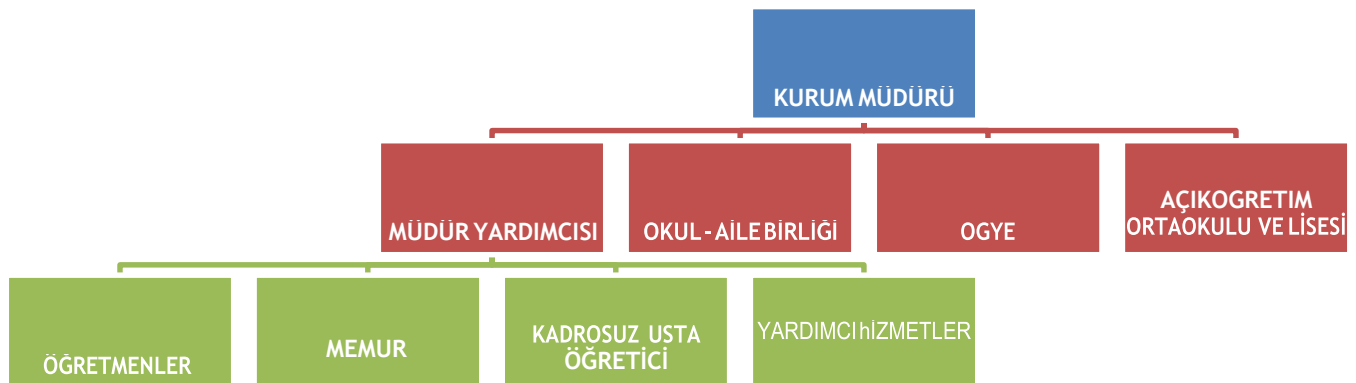 KURUM MÜDÜRÜ
MÜDÜR YARDIMCISI
OKUL - AİLE BİRLİĞİ
OGYE
AÇIKOGRETIM
ORTAOKULU VE LİSESİ
ÖĞRETMENLER
MEMUR
KADROSUZ USTA
ÖĞRETİCİ
YARDIMCI hİZMETLER